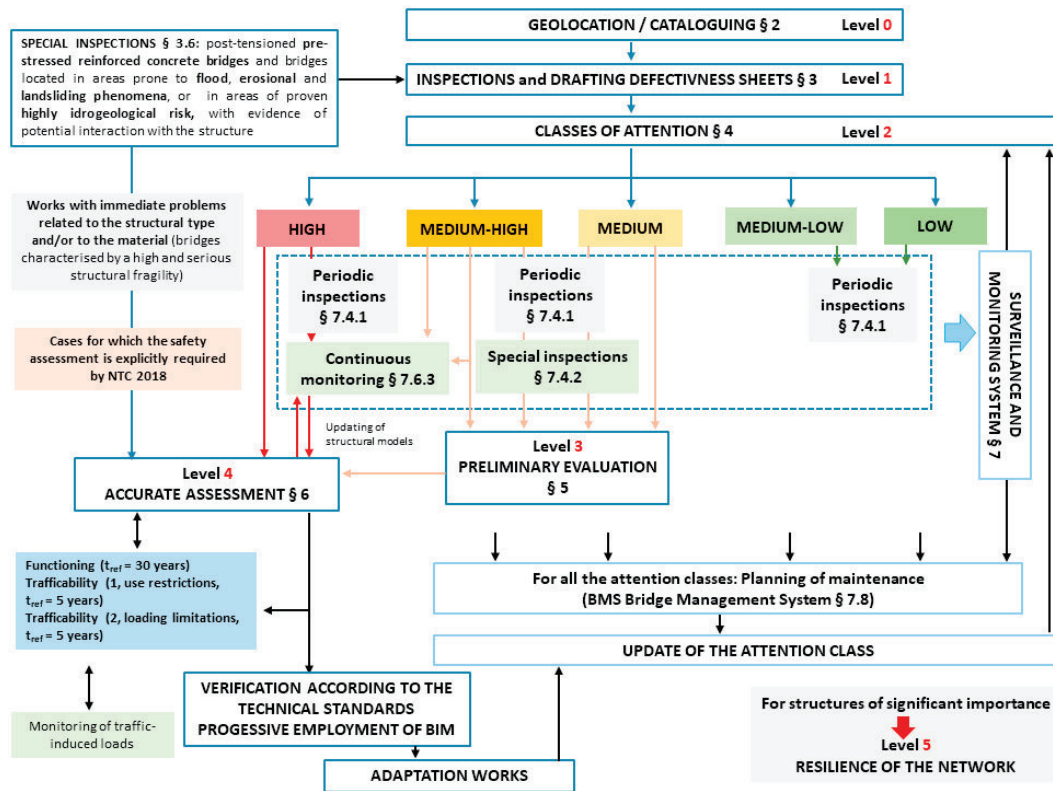 GEOLOCATION / CATALOGUING § 2 Level 0
SPECIAL INSPECTIONS § 3.6: post-tensioned pre-
stressed reinforced concrete bridges and bridges
located in areas prone to flood, erosional and
landsliding phenomena, or in areas of proven
highly idrogeological risk, with evidence of
potential interaction with the structure
INSPECTIONS and DRAFTING DEFECTIVNESS SHEETS § 3 Level 1
CLASSES OF ATTENTION § 4 Level 2
Works with immediate problems
related to the structural type
and/or to the material (bridges
characterised by a high and serious
structural fragility)
HIGH
MEDIUM-HIGH
MEDIUM
MEDIUM-LOW
LOW
Periodic
inspections
§ 7.4.1
Periodic
inspections
§ 7.4.1
Periodic
inspections
§ 7.4.1
SURVEILLANCE AND
MONITORING SYSTEM § 7
Cases for which the safety
assessment is explicitly required
by NTC 2018
Continuous
monitoring § 7.6.3
Special inspections
§ 7.4.2
Updating of
structural models
Level 3
PRELIMINARY EVALUATION
§ 5
Level 4
ACCURATE ASSESSMENT § 6
Functioning (tref = 30 years)
Trafficability (1, use restrictions,
tref = 5 years)
Trafficability (2, loading limitations,
tref = 5 years)
For all the attention classes: Planning of maintenance
(BMS Bridge Management System § 7.8)
UPDATE OF THE ATTENTION CLASS
VERIFICATION ACCORDING TO THE
TECHNICAL STANDARDS
PROGESSIVE EMPLOYMENT OF BIM
Monitoring of traffic-
induced loads
ADAPTATION WORKS
For structures of significant importance
Level 5
RESILIENCE OF THE NETWORK